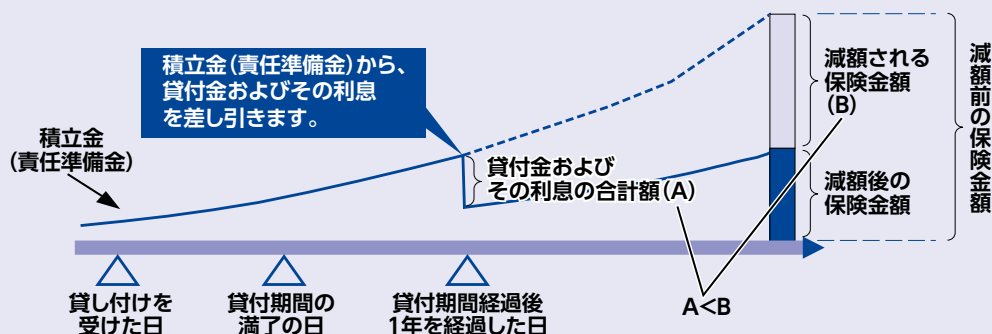 積立金(責任準備金)から、
貸付金およびその利息
を差し引きます。
積立金
(責任準備金)
貸付金および
その利息の合計額(A)
減額される
保険金額
(B)
減額後の
保険金額
減額前の保険金額
A<B
貸し付けを
受けた日
貸付期間の
満了の日
貸付期間経過後
1年を経過した日